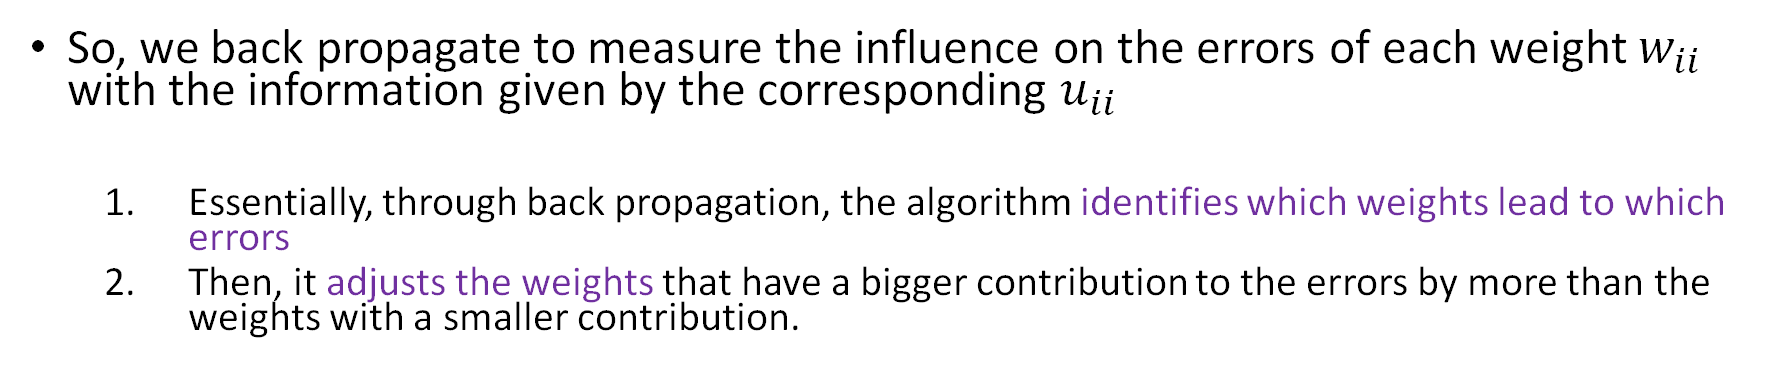 • So, we back propagate to measure the influence on the errors of each weight 𝑤ᵢᵢ
with the information given by the corresponding 𝑢ᵢᵢ
1. Essentially, through back propagation, the algorithm identifies which weights lead to which
errors
2. Then, it adjusts the weights that have a bigger contribution to the errors by more than the
weights with a smaller contribution.